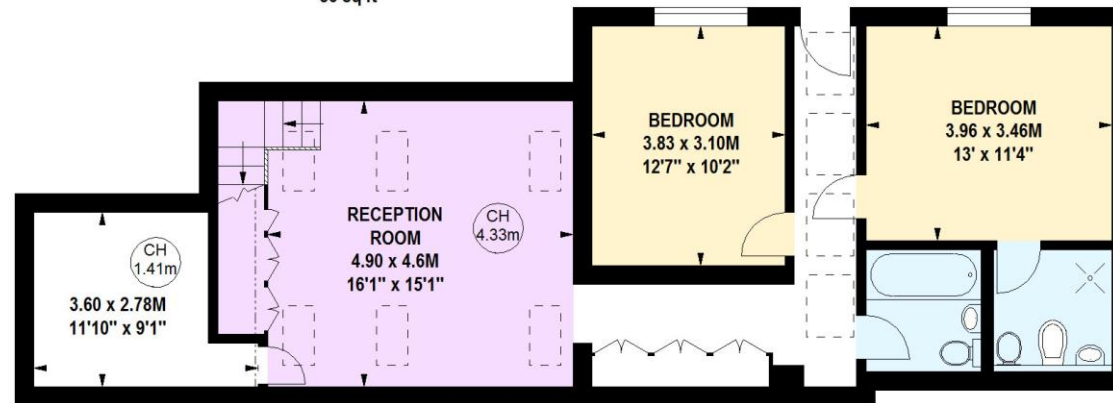 BEDROOM
3.83 x 3.10M
12'7" x 10'2"
BEDROOM
3.96 x 3.46M
13' x 11'4"
RECEPTION
ROOM
4.90 x 4.6M
16'1" x 15'1"
CH
4.33m
CH
1.41m
3.60 x 2.78M
11'10" x 9'1"